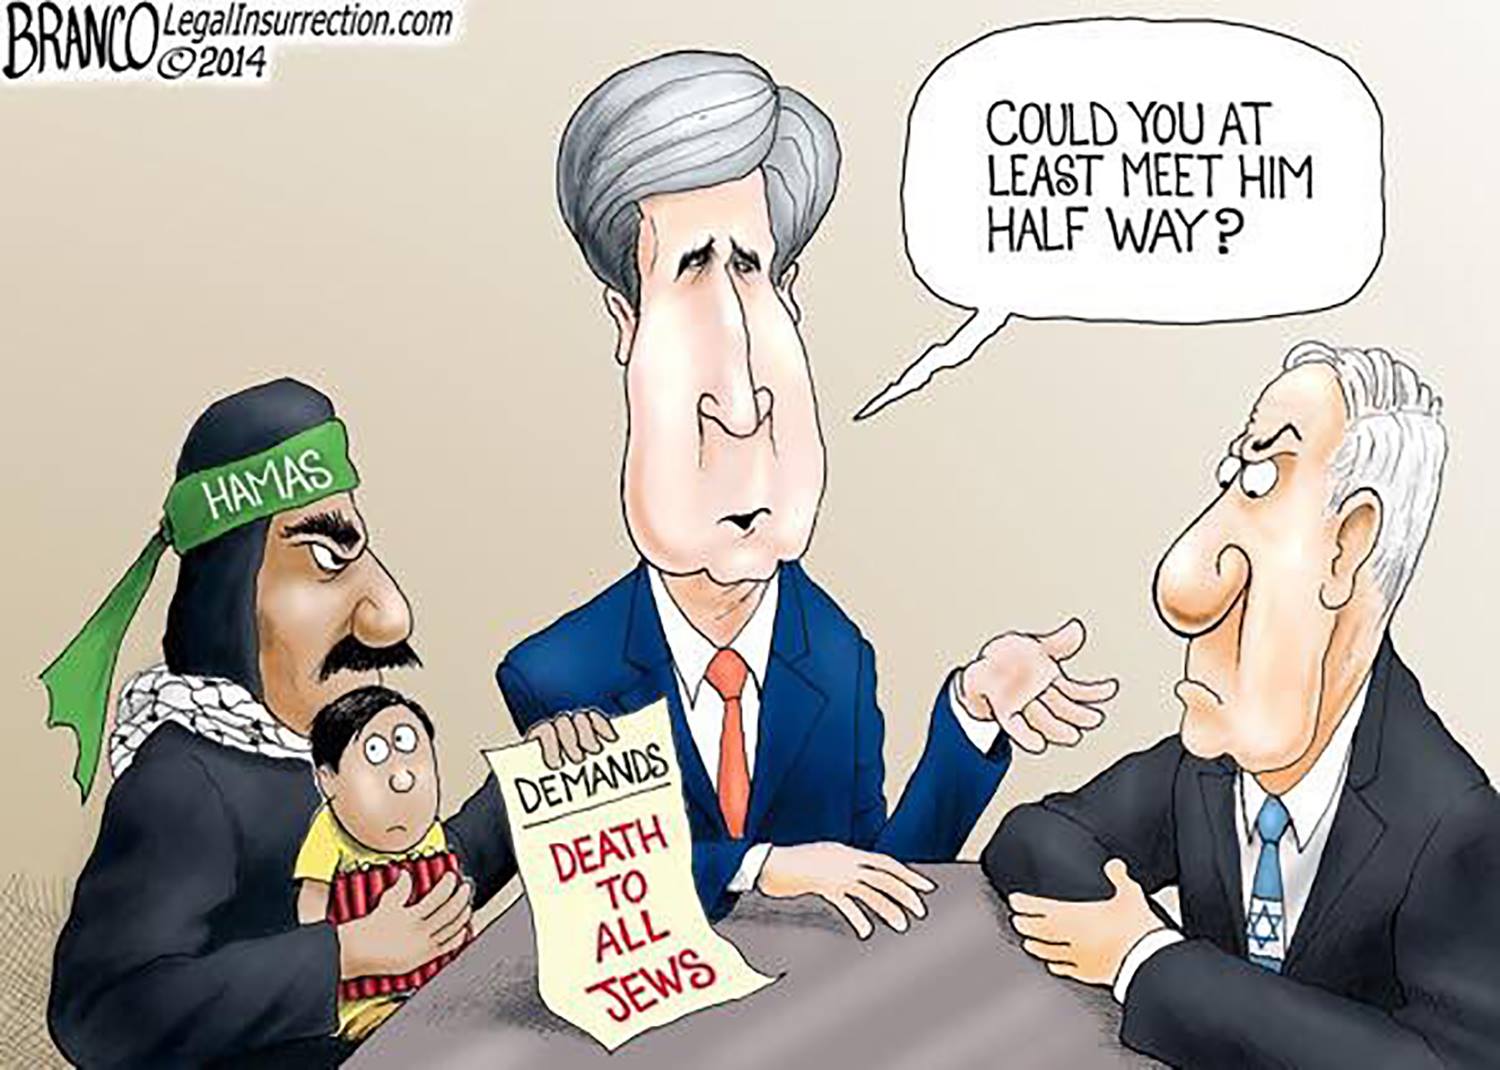 BRANCO LegalInsurrection.com
©2014
COULD YOU AT
LEAST MEET HIM
HALF WAY?
HAMAS
DEMANDS
DEATH
TO
ALL
JEWS